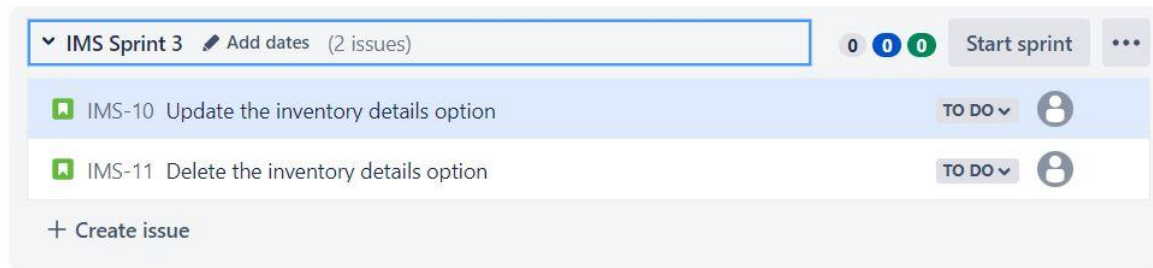 IMS Sprint 3 Add dates (2 issues) 0 0 0 Start sprint
IMS-10 Update the inventory details option TO DO
IMS-11 Delete the inventory details option TO DO
+ Create issue